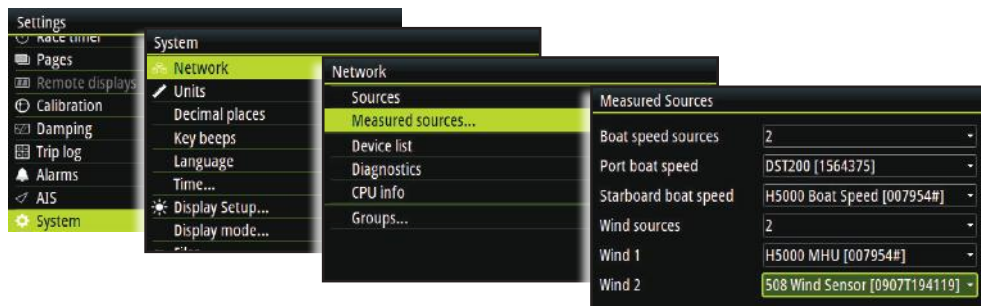 Settings
Race timer
Pages
Remote displays
Calibration
Damping
Trip log
Alarms
AIS
System
System
Network
Units
Decimal places
Key beeps
Language
Time...
Display Setup...
Display mode...
Network
Sources
Measured sources...
Device list
Diagnostics
CPU info
Groups...
Measured Sources
Boat speed sources 2
Port boat speed DST200 [1564375]
Starboard boat speed H5000 Boat Speed [007954#]
Wind sources 2
Wind 1 H5000 MHU [007954#]
Wind 2 508 Wind Sensor [0907T194119]